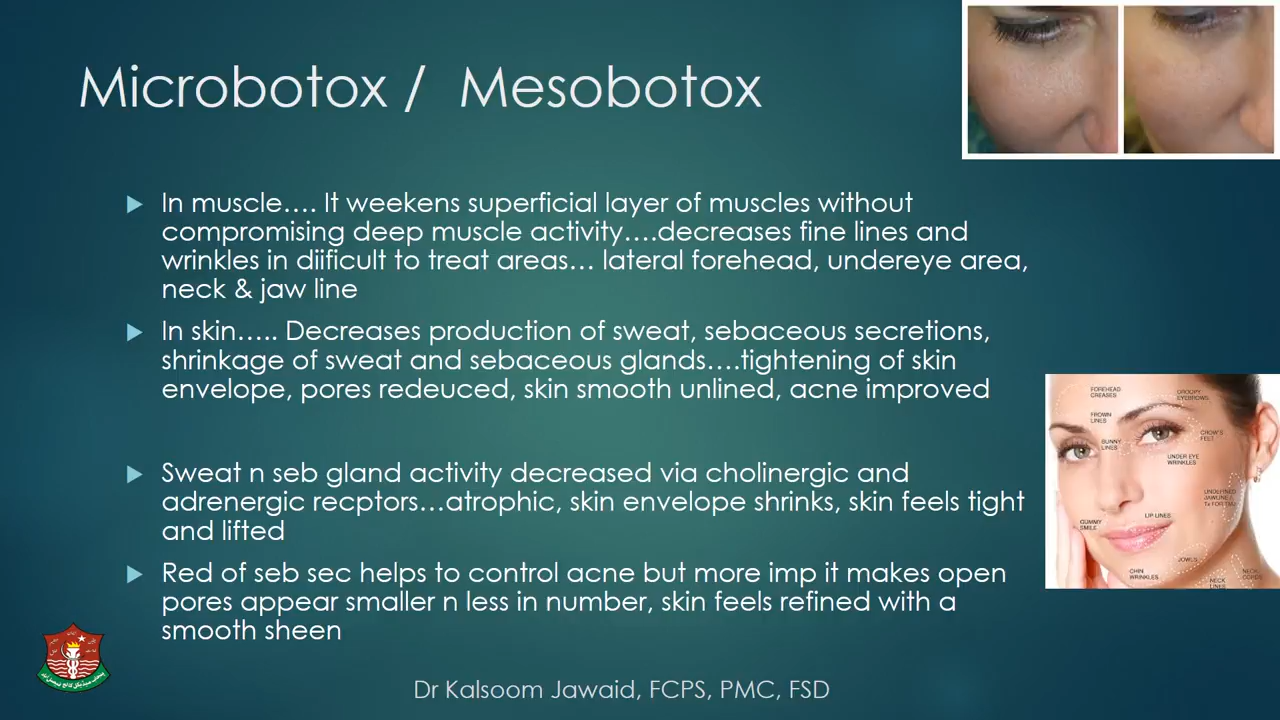 Microbotox / Mesobotox
In muscle…. It weekens superficial layer of muscles without
compromising deep muscle activity….decreases fine lines and
wrinkles in diificult to treat areas… lateral forehead, undereye area,
neck & jaw line
In skin….. Decreases production of sweat, sebaceous secretions,
shrinkage of sweat and sebaceous glands….tightening of skin
envelope, pores redeuced, skin smooth unlined, acne improved
Sweat n seb gland activity decreased via cholinergic and
adrenergic recptors…atrophic, skin envelope shrinks, skin feels tight
and lifted
Red of seb sec helps to control acne but more imp it makes open
pores appear smaller n less in number, skin feels refined with a
smooth sheen
FOREHEAD
CREASES
DROOPY
EYEBROWS
FROWN
LINES
CROW'S
FEET
BUNNY
LINES
UNDER EYE
WRINKLES
UNDEFINED
JAWLINE /
GUMMY
SMILE
LIP LINES
JOWLS
CHIN
WRINKLES
NECK
LINES
NECK
CORDS
Dr Kalsoom Jawaid, FCPS, PMC, FSD